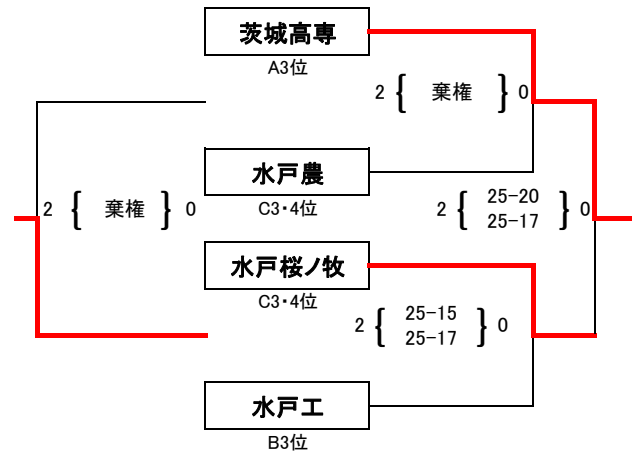 茨城高専
A3位
2 { 棄権 } 0
水戸農
C3・4位
2 { 棄権 } 0
2 { 25-20 25-17 } 0
水戸桜ノ牧
C3・4位
2 { 25-15 25-17 } 0
水戸工
B3位